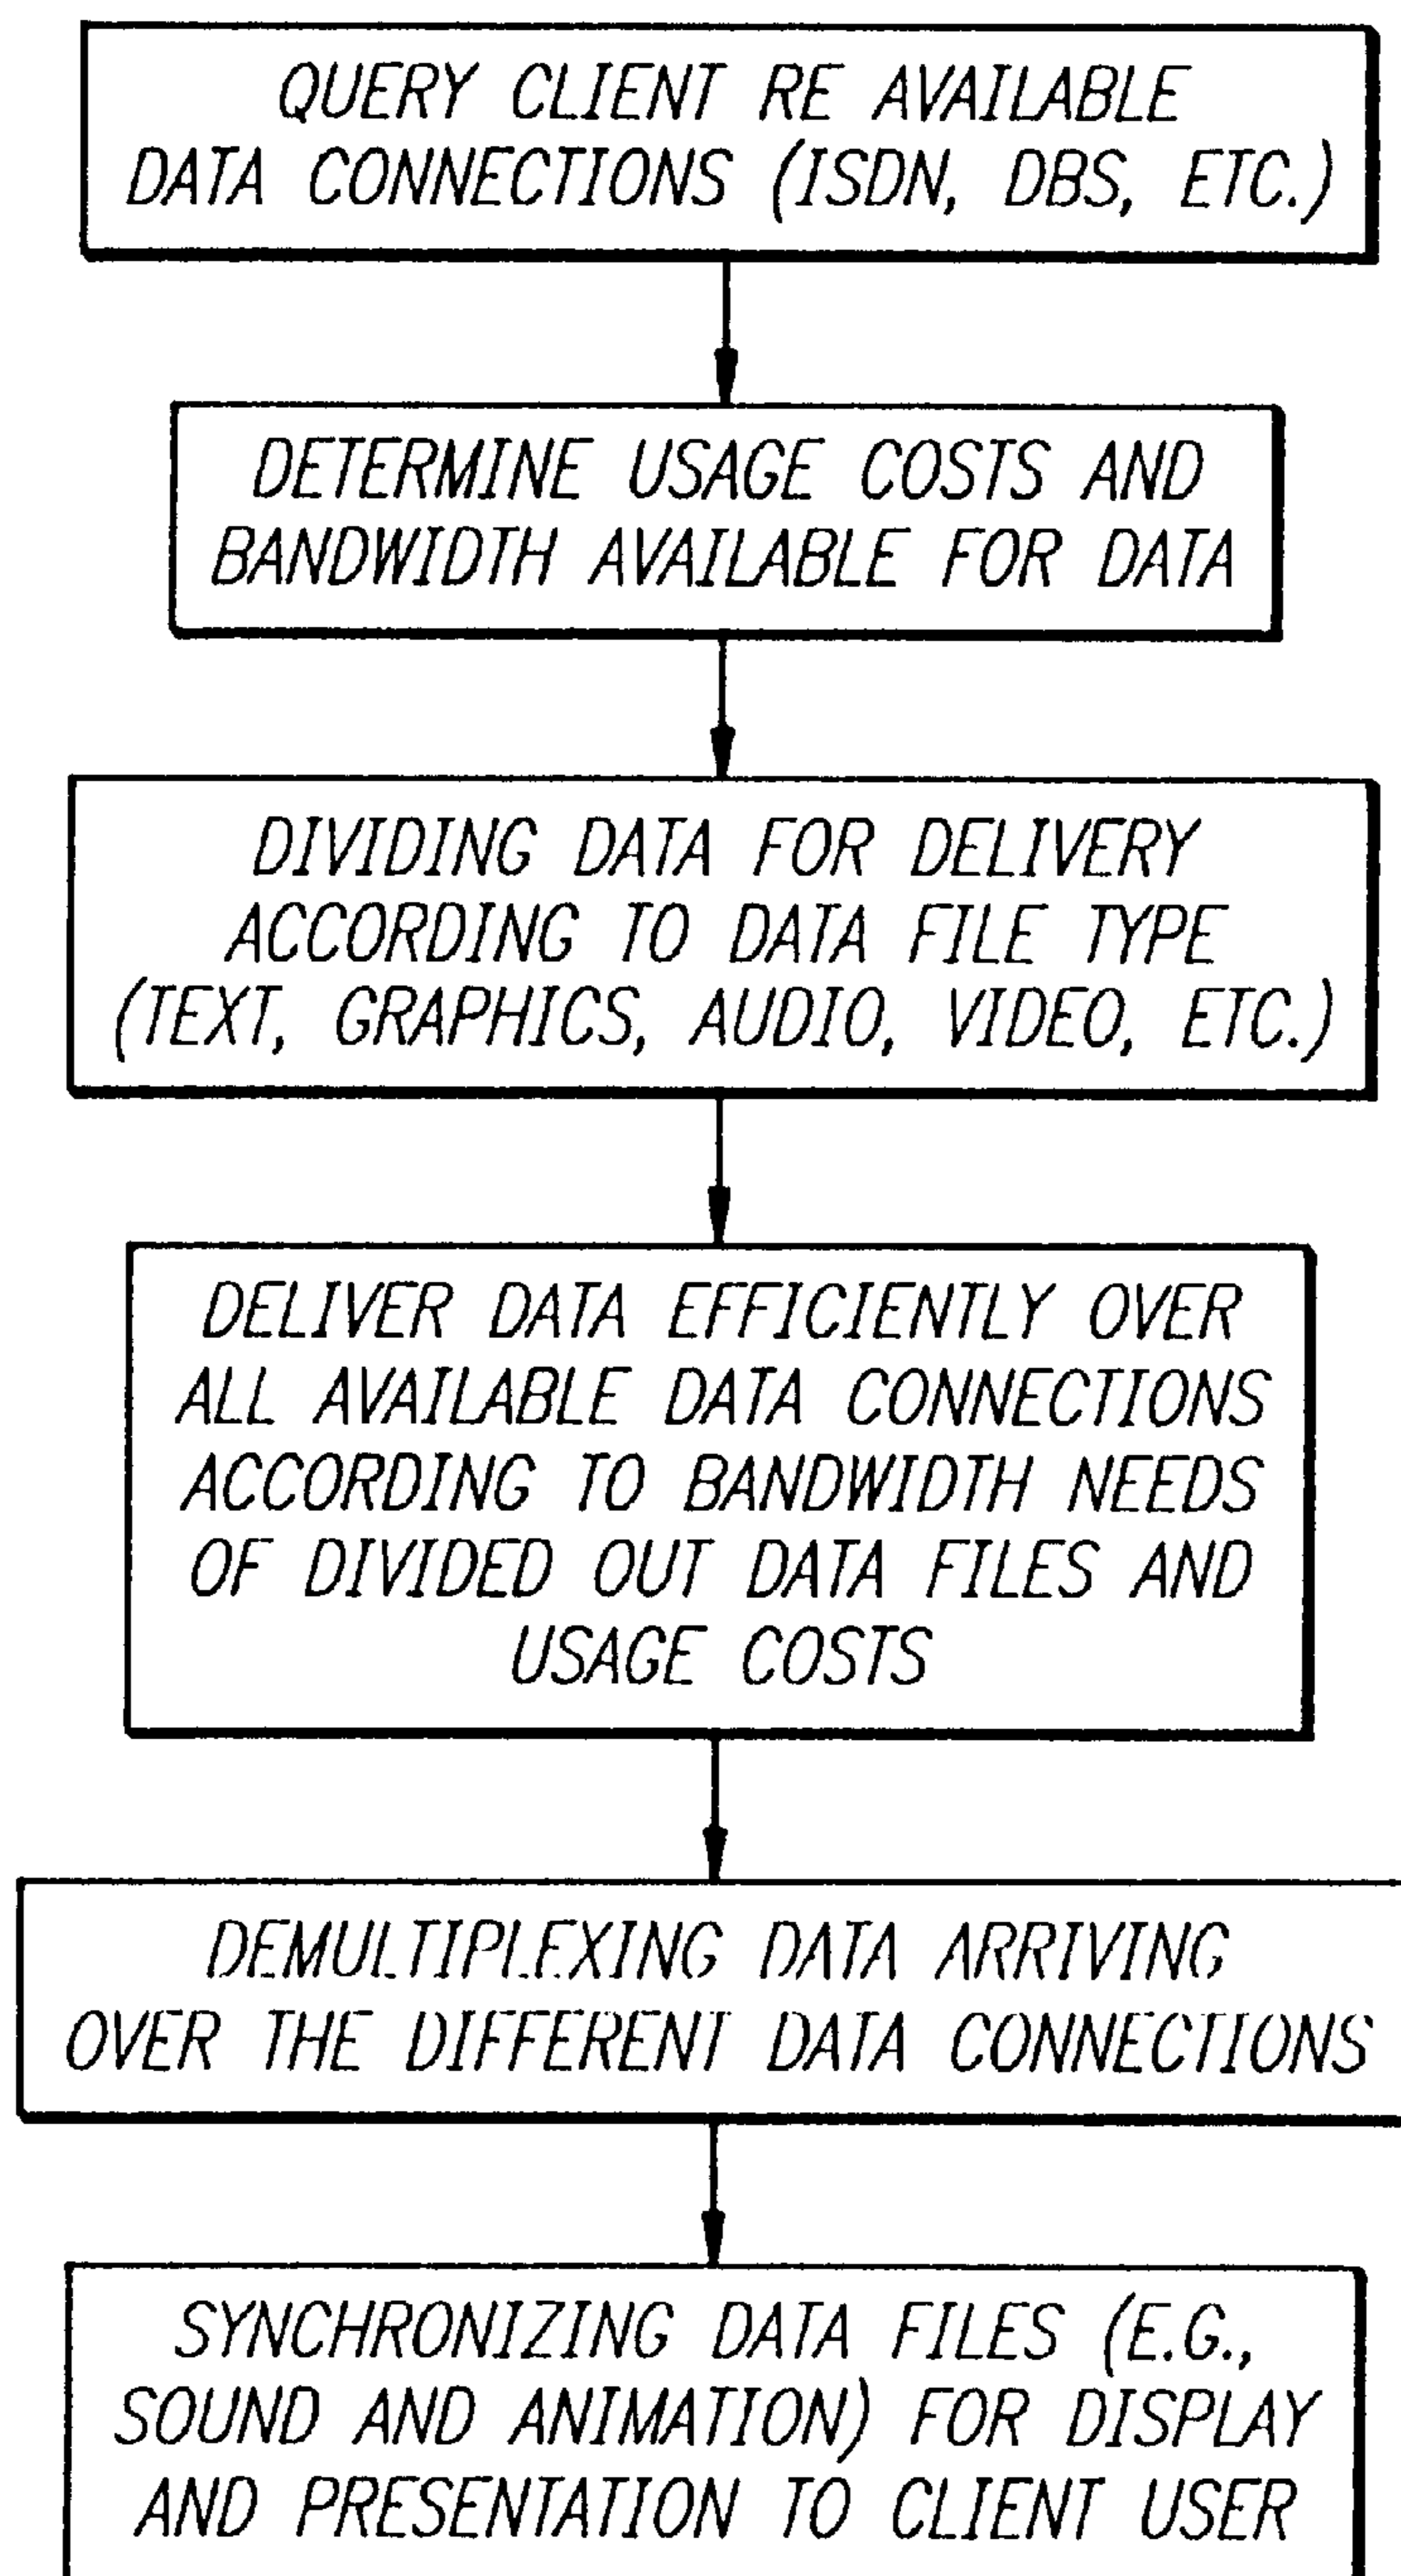 QUERY CLIENT RE AVAILABLE
DATA CONNECTIONS (ISDN, DBS, ETC.)
DETERMINE USAGE COSTS AND
BANDWIDTH AVAILABLE FOR DATA
DIVIDING DATA FOR DELIVERY
ACCORDING TO DATA FILE TYPE
(TEXT, GRAPHICS, AUDIO, VIDEO, ETC.)
DELIVER DATA EFFICIENTLY OVER
ALL AVAILABLE DATA CONNECTIONS
ACCORDING TO BANDWIDTH NEEDS
OF DIVIDED OUT DATA FILES AND
USAGE COSTS
DEMULTIPLEXING DATA ARRIVING
OVER THE DIFFERENT DATA CONNECTIONS
SYNCHRONIZING DATA FILES (E.G.,
SOUND AND ANIMATION) FOR DISPLAY
AND PRESENTATION TO CLIENT USER